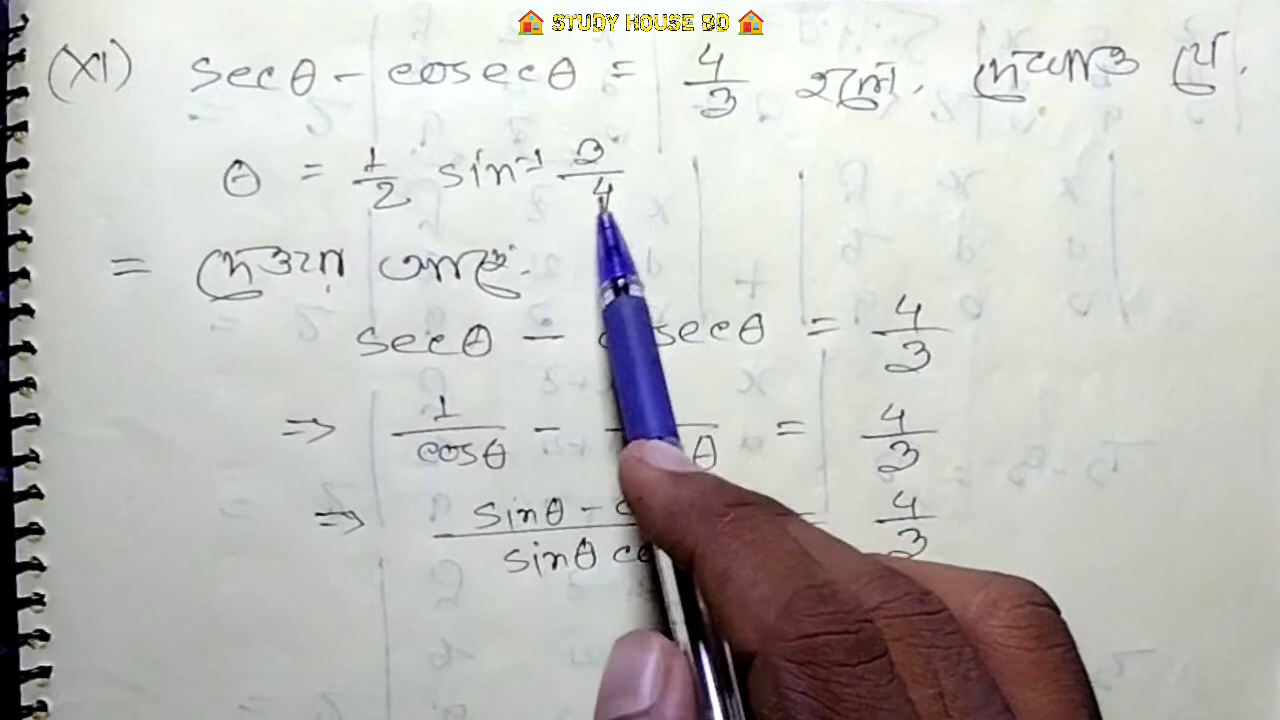 🏠 STUDY HOUSE BD 🏠
(XI) secθ - cosecθ = 4/3 হলে, দেখাও যে,
θ = 1/2 sin⁻¹ 3/4
= দেওয়া আছে,
secθ - secθ = 4/3
⇒ 1/cosθ - θ = 4/3
⇒ sinθ - / sinθ = 4/3